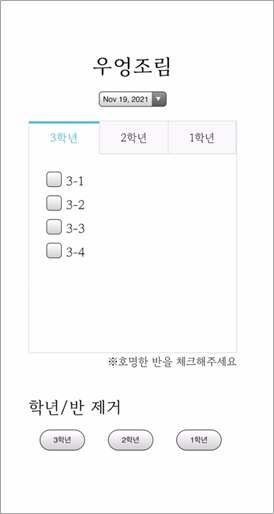 우엉조림
Nov 19, 2021
3학년 2학년 1학년
3-1
3-2
3-3
3-4
※호명한 반을 체크해주세요
학년/반 제거
3학년 2학년 1학년